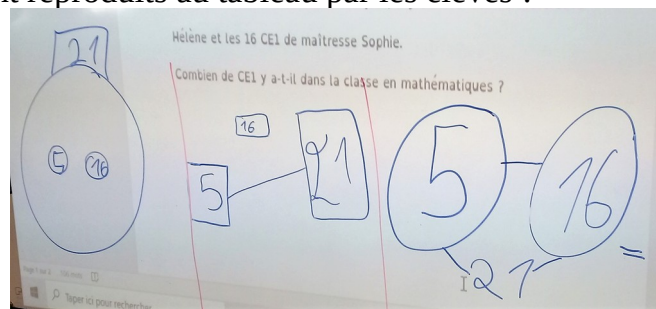 nt reproduits au tableau par les élèves :
Hélène et les 16 CE1 de maîtresse Sophie.
Combien de CE1 y a-t-il dans la classe en mathématiques ?
21
5 16
16
5 21
5 16 =
21
Taper ici pour rechercher